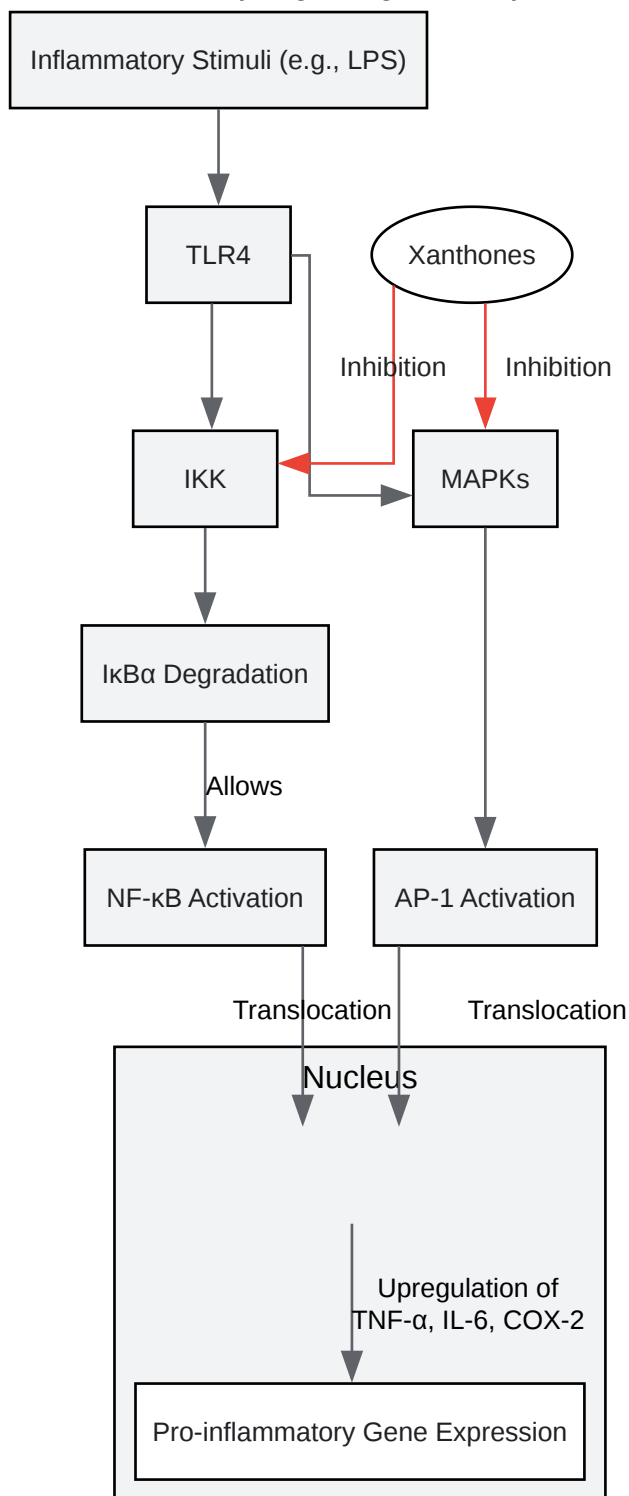 Inflammatory Stimuli (e.g., LPS)
TLR4
Xanthones
Inhibition
Inhibition
IKK
MAPKs
IκBα Degradation
Allows
NF-κB Activation
AP-1 Activation
Translocation
Translocation
Nucleus
Upregulation of
TNF-α, IL-6, COX-2
Pro-inflammatory Gene Expression